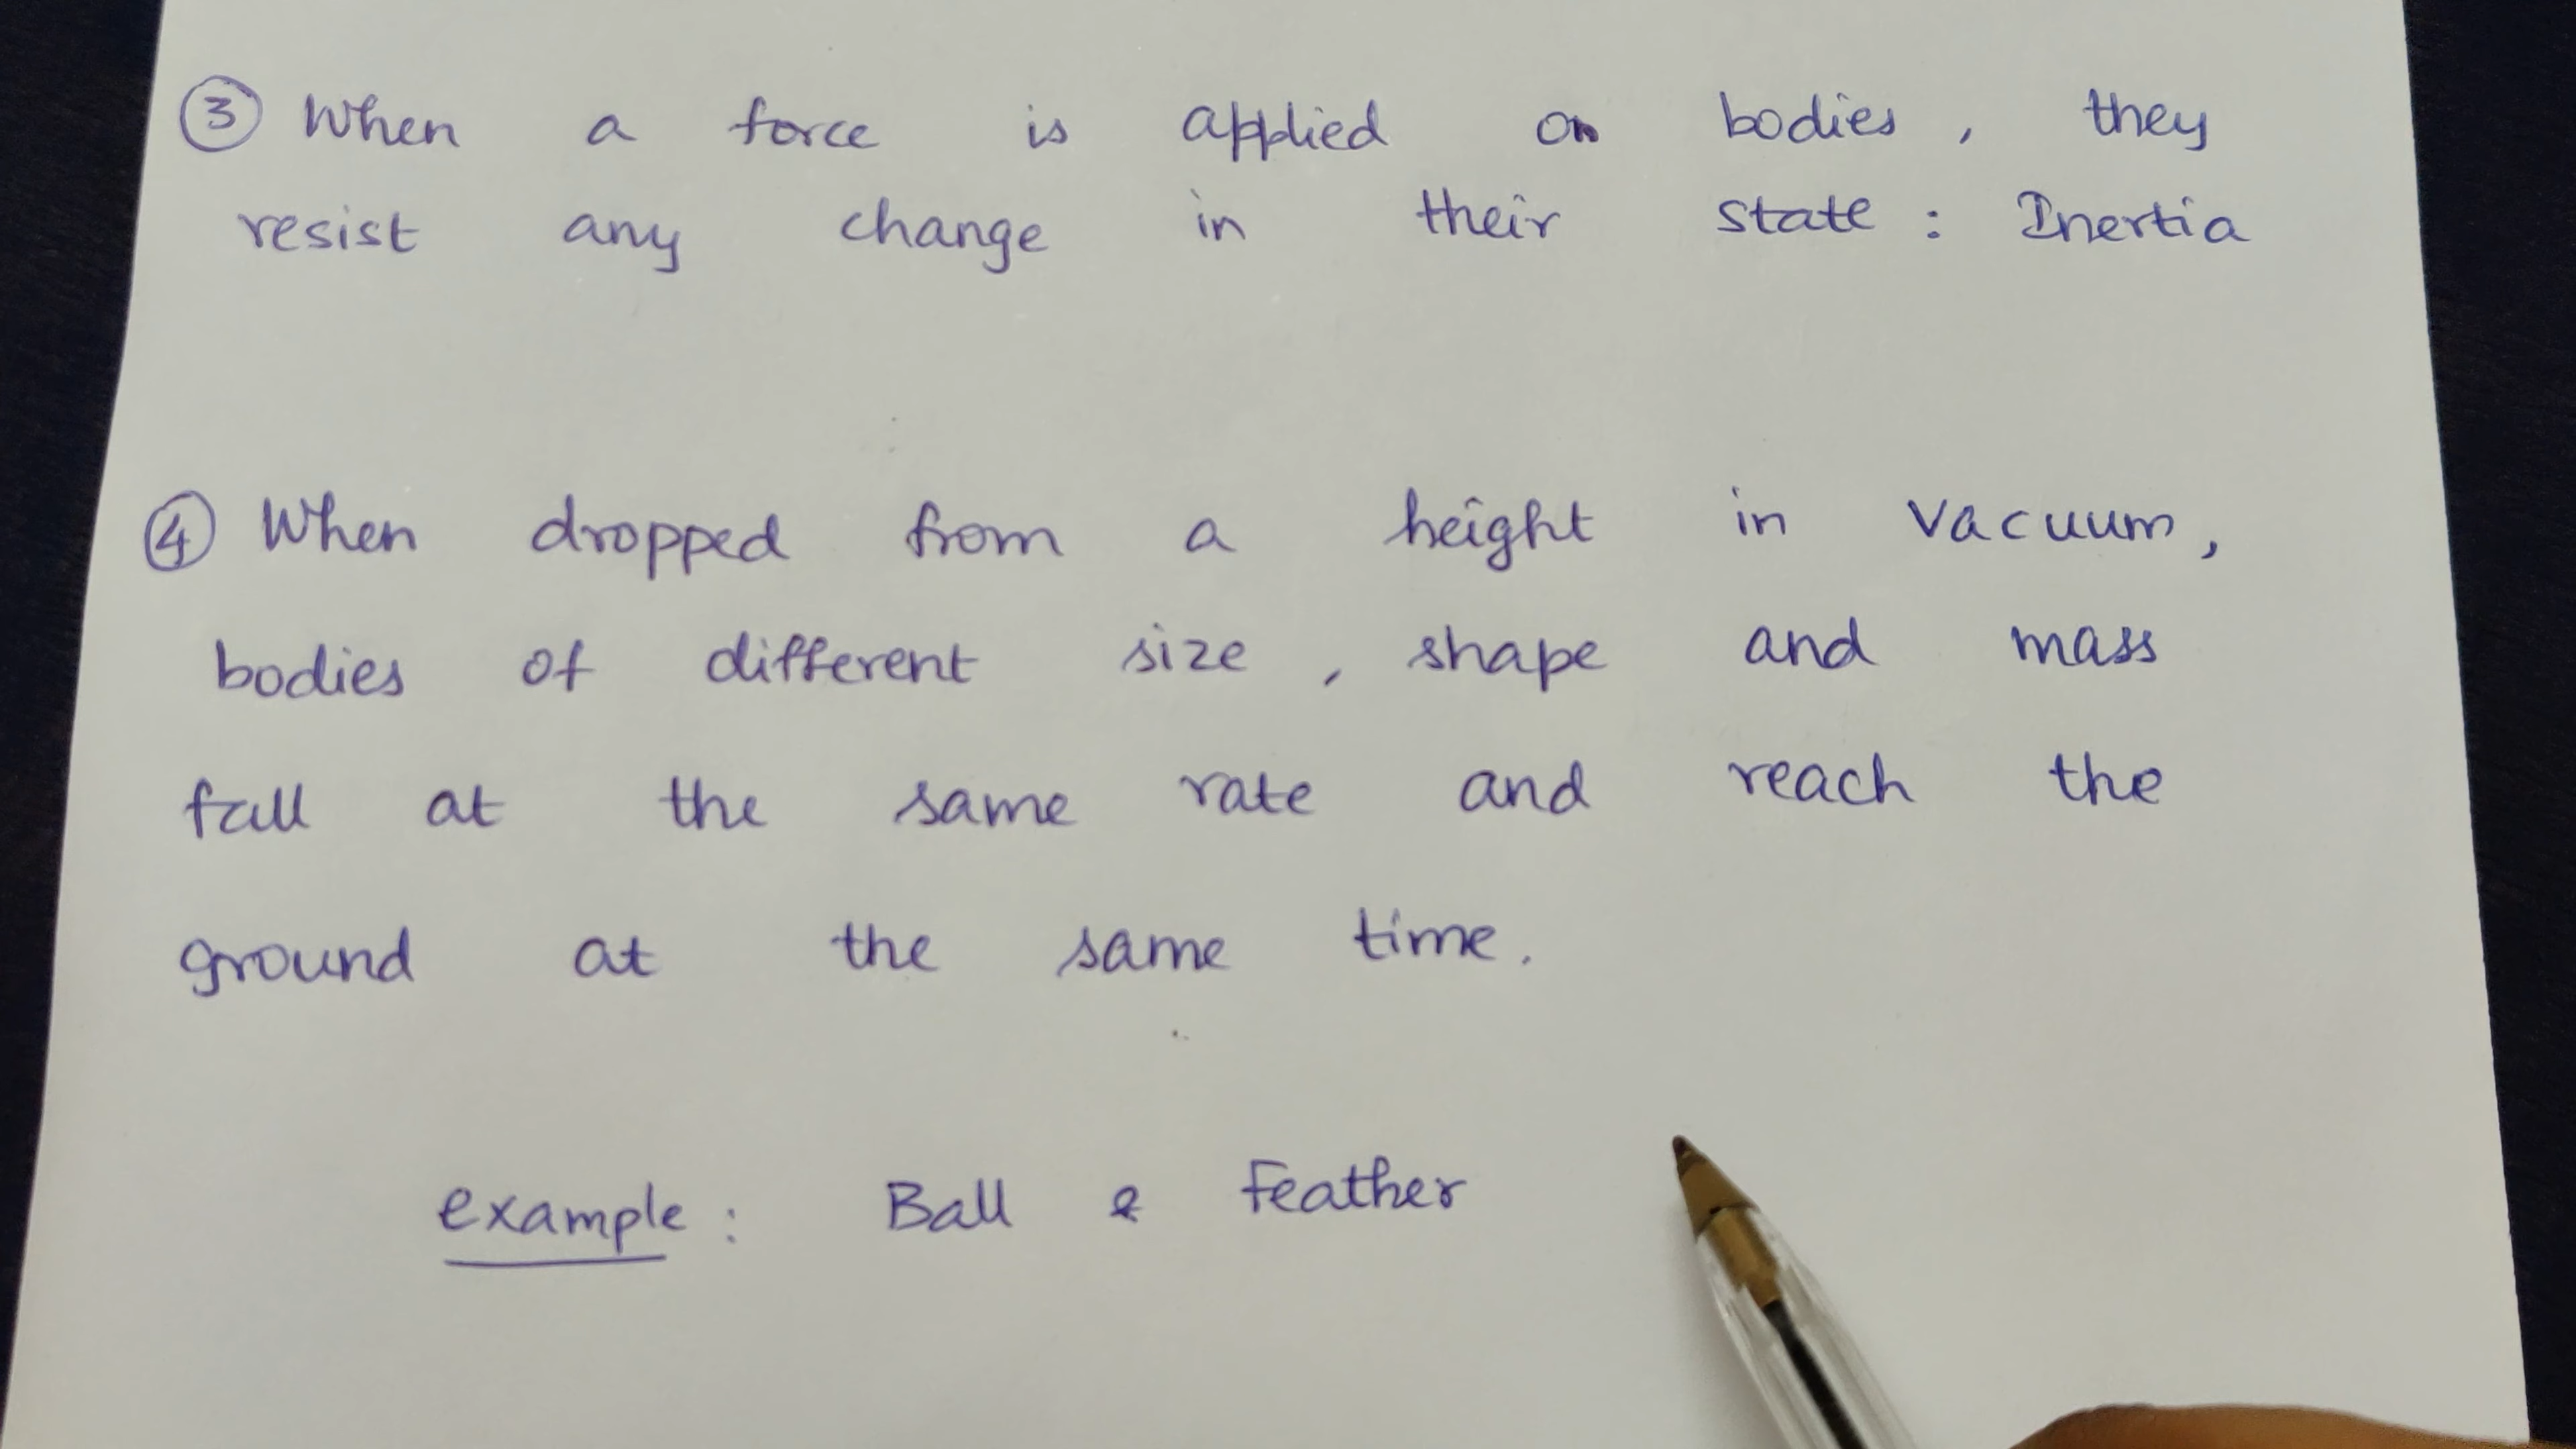 ③ When a force is applied on bodies, they
resist any change in their state : Inertia
④ When dropped from a height in vacuum,
bodies of different size, shape and mass
fall at the same rate and reach the
ground at the same time.
example : Ball & Feather